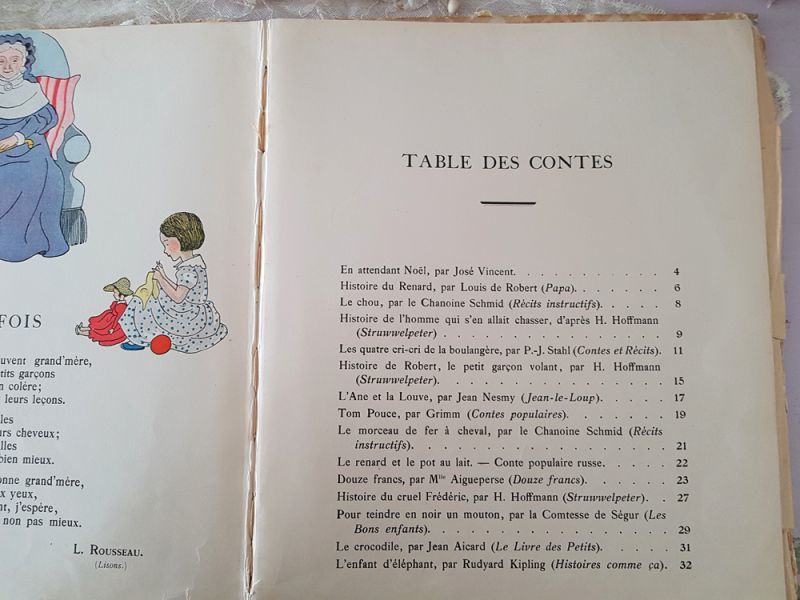 FOIS
uvent grand'mère,
tits garçons
n colère;
leurs leçons.
les
urs cheveux;
alles
bien mieux.
onne grand'mère,
x yeux,
nt, j'espère,
non pas mieux.
L. ROUSSEAU.
(Lisons.)
TABLE DES CONTES
En attendant Noël, par José Vincent. . . . . . . . . . 4
Histoire du Renard, par Louis de Robert (Papa). . . . . . 6
Le chou, par le Chanoine Schmid (Récits instructifs). . . . . 8
Histoire de l'homme qui s'en allait chasser, d'après H. Hoffmann
(Struwwelpeter) . . . . . . . . . . . . . . . 9
Les quatre cri-cri de la boulangère, par P.-J. Stahl (Contes et Récits). 11
Histoire de Robert, le petit garçon volant, par H. Hoffmann
(Struwwelpeter). . . . . . . . . . . . . . . 15
L'Ane et la Louve, par Jean Nesmy (Jean-le-Loup). . . . . 17
Tom Pouce, par Grimm (Contes populaires). . . . . . . 19
Le morceau de fer à cheval, par le Chanoine Schmid (Récits
instructifs). . . . . . . . . . . . . . . . . 21
Le renard et le pot au lait. — Conte populaire russe. . . . . 22
Douze francs, par Mlle Aigueperse (Douze francs). . . . . . 23
Histoire du cruel Frédéric, par H. Hoffmann (Struwwelpeter). . 27
Pour teindre en noir un mouton, par la Comtesse de Ségur (Les
Bons enfants). . . . . . . . . . . . . . . . 29
Le crocodile, par Jean Aicard (Le Livre des Petits). . . . . 31
L'enfant d'éléphant, par Rudyard Kipling (Histoires comme ça). 32